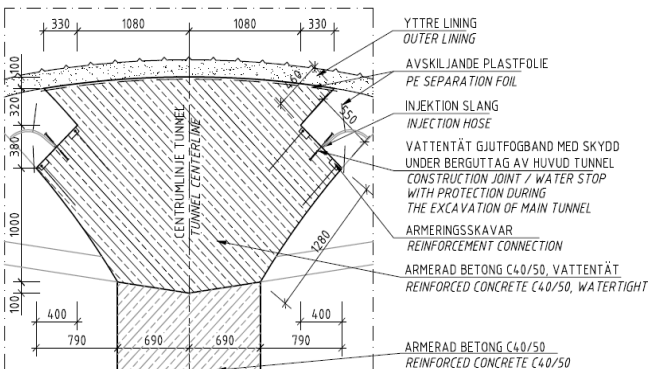 330 1080 1080 330
YTTRE LINING
OUTER LINING
AVSKILJANDE PLASTFOLIE
PE SEPARATION FOIL
INJEKTION SLANG
INJECTION HOSE
VATTENTÄT GJUTFOGBAND MED SKYDD
UNDER BERGUTTAG AV HUVUD TUNNEL
CONSTRUCTION JOINT / WATER STOP
WITH PROTECTION DURING
THE EXCAVATION OF MAIN TUNNEL
ARMERINGSSKAVAR
REINFORCEMENT CONNECTION
ARMERAD BETONG C40/50, VATTENTÄT
REINFORCED CONCRETE C40/50, WATERTIGHT
ARMERAD BETONG C40/50
REINFORCED CONCRETE C40/50
100
320
380
1100
100
550
1280
CENTRUMLINJE TUNNEL
TUNNEL CENTERLINE
400 400
790 690 690 790